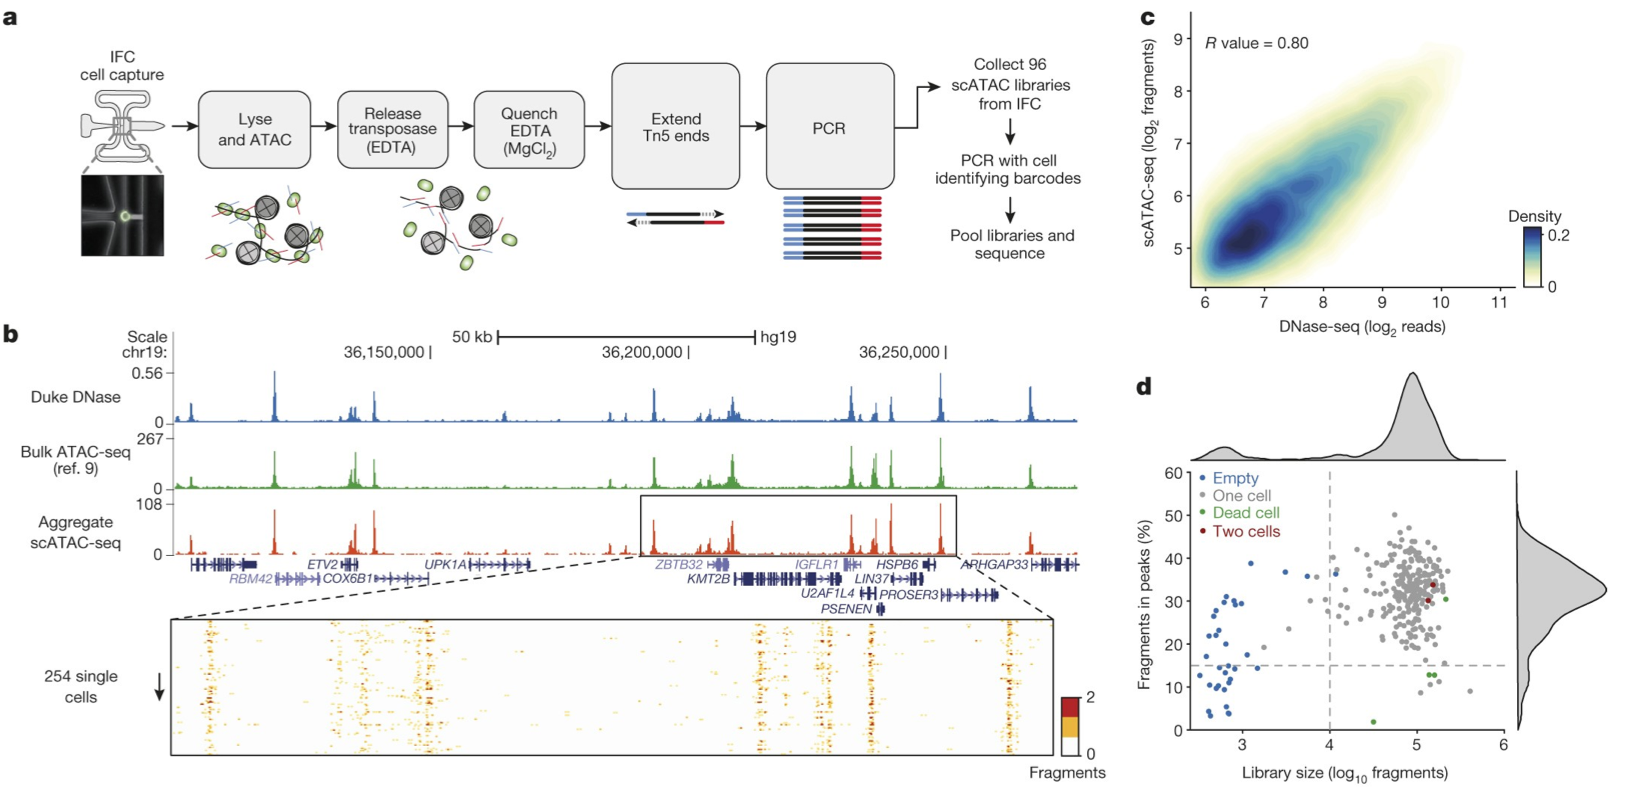 a
IFC
cell capture
Lyse
and ATAC
Release
transposase
(EDTA)
Quench
EDTA
(MgCl2)
Extend
Tn5 ends
PCR
Collect 96
scATAC libraries
from IFC
PCR with cell
identifying barcodes
Pool libraries and
sequence
b
Scale
50 kb
hg19
chr19:
36,150,000
36,200,000
36,250,000
Duke DNase
0.56
0
Bulk ATAC-seq
(ref. 9)
267
0
Aggregate
scATAC-seq
108
0
ETV2
UPK1A
ZBTB32
IGFLR1
HSPB6
ARHGAP33
RBM42
COX6B1
KMT2B
LIN37
U2AF1L4
PROSER3
PSENEN
254 single
cells
2
0
Fragments
c
R value = 0.80
scATAC-seq (log2 fragments)
9
8
7
6
5
6 7 8 9 10 11
DNase-seq (log2 reads)
Density
0.2
0
d
Fragments in peaks (%)
60
50
40
30
20
10
0
Empty
One cell
Dead cell
Two cells
3 4 5 6
Library size (log10 fragments)